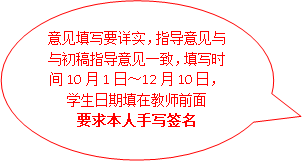 意见填写要详实，指导意见与
与初稿指导意见一致，填写时
间 10 月 1 日～12 月 10 日，
学生日期填在教师前面
要求本人手写签名